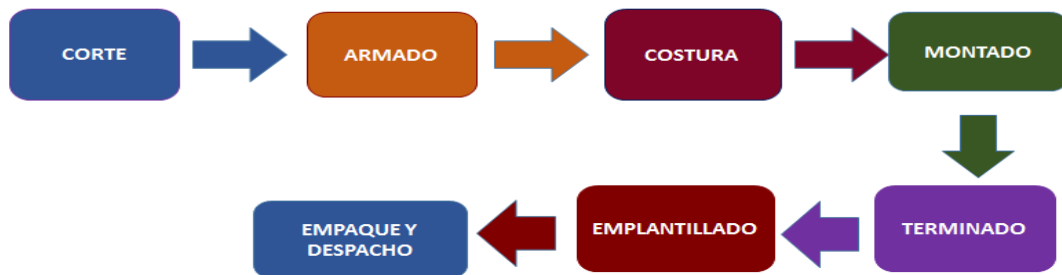 CORTE
ARMADO
COSTURA
MONTADO
TERMINADO
EMPLANTILLADO
EMPAQUE Y
DESPACHO